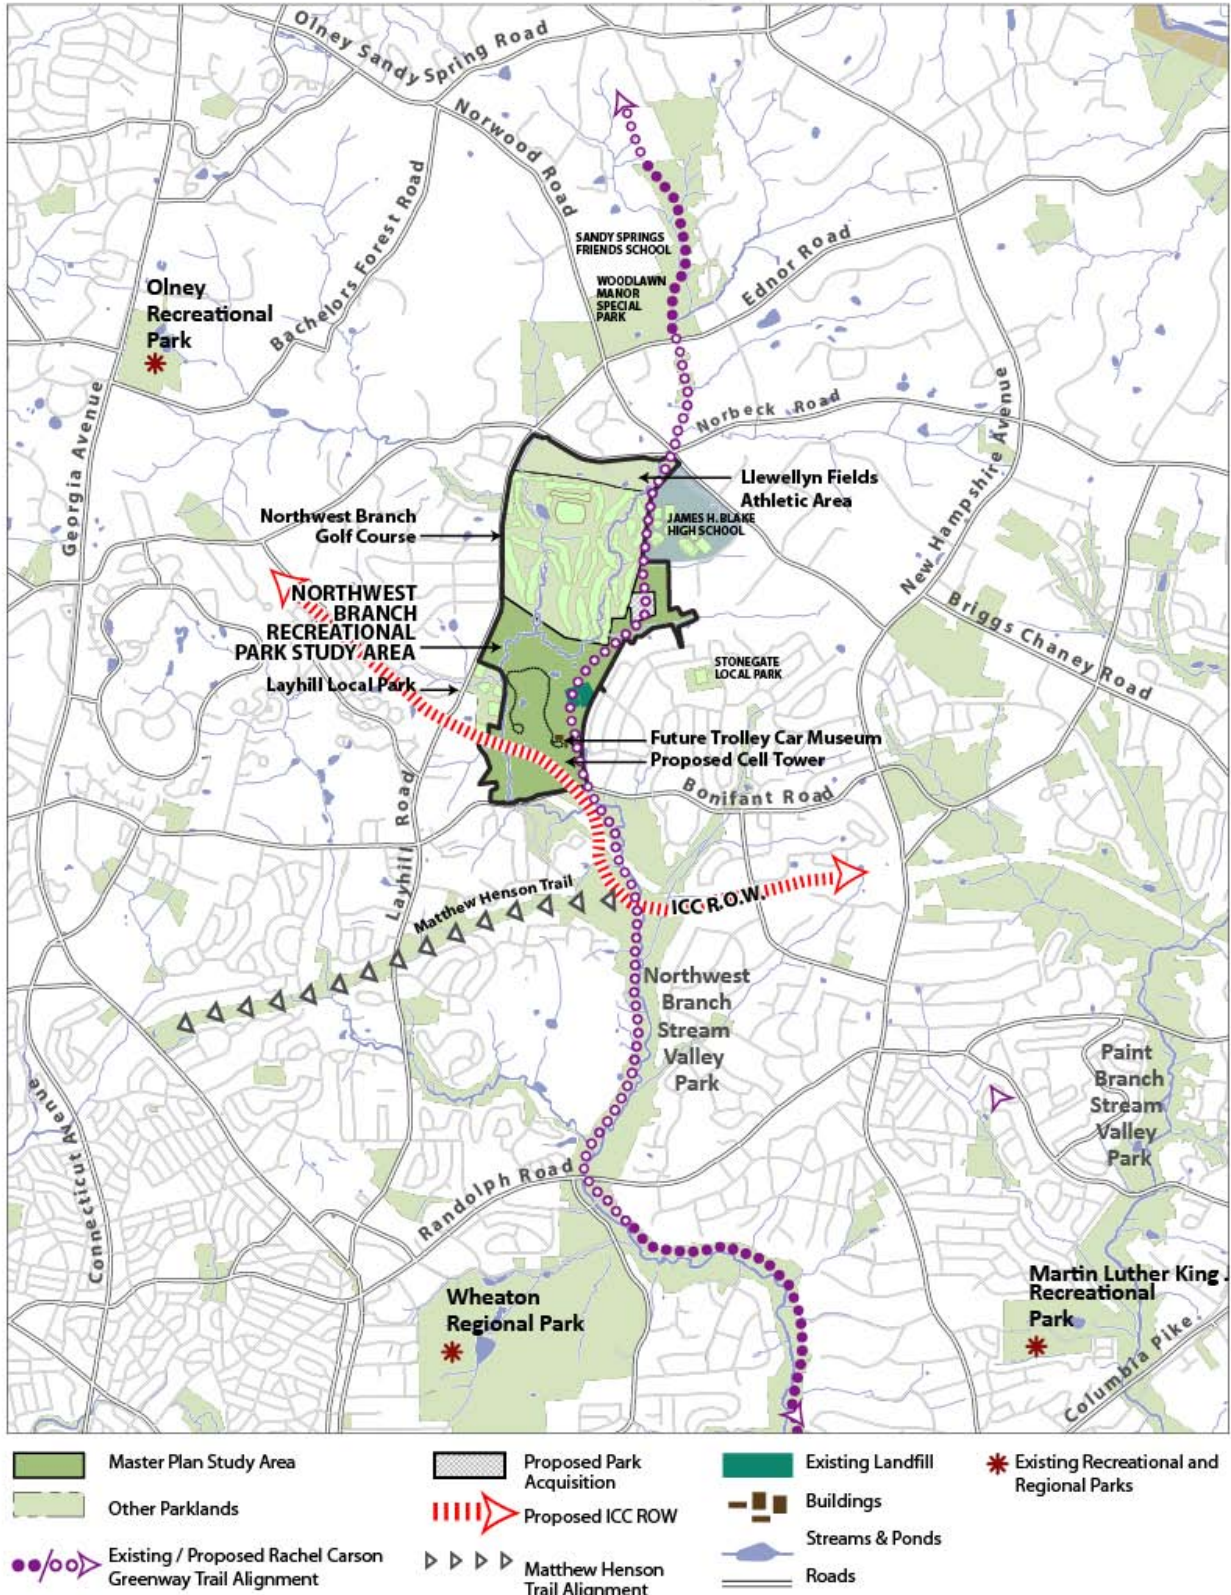 Olney Sandy Spring Road
Norwood Road
Bachelors Forest Road
SANDY SPRINGS
FRIENDS SCHOOL
WOODLAWN
MANOR
SPECIAL
PARK
Ednor Road
Olney
Recreational
Park
Georgia Avenue
Norbeck Road
New Hampshire Avenue
Llewellyn Fields
Athletic Area
JAMES H. BLAKE
HIGH SCHOOL
Northwest Branch
Golf Course
NORTHWEST
BRANCH
RECREATIONAL
PARK STUDY AREA
Briggs Chaney Road
STONEGATE
LOCAL PARK
Layhill Local Park
Future Trolley Car Museum
Proposed Cell Tower
Bonifant Road
Layhill Road
Matthew Henson Trail
ICC R.O.W.
Northwest
Branch
Stream
Valley
Park
Paint
Branch
Stream
Valley
Park
Connecticut Avenue
Randolph Road
Wheaton
Regional Park
Martin Luther King .
Recreational
Park
Columbia Pike.
Master Plan Study Area
Other Parklands
Existing / Proposed Rachel Carson
Greenway Trail Alignment
Proposed Park
Acquisition
Proposed ICC ROW
Matthew Henson
Trail Alignment
Existing Landfill
Buildings
Streams & Ponds
Roads
Existing Recreational and
Regional Parks